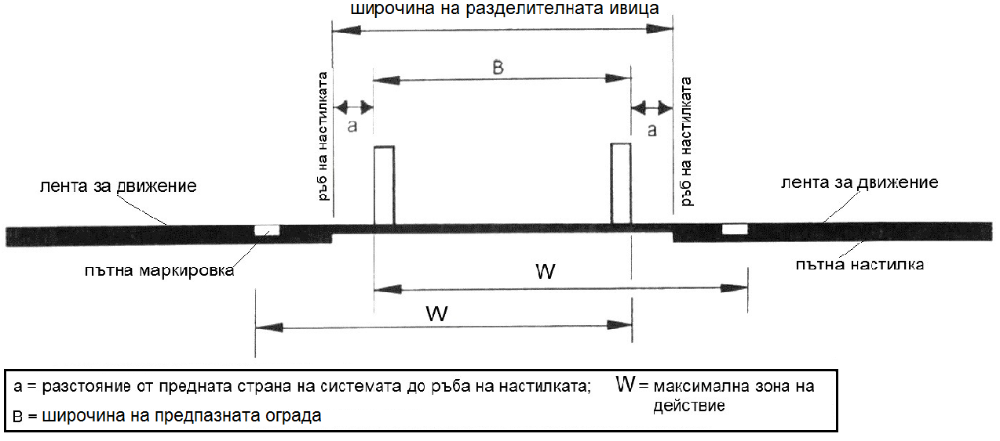 широчина на разделителната ивица
B
ръб на настилката
a
a
ръб на настилката
лента за движение
лента за движение
пътна маркировка
пътна настилка
W
W
a = разстояние от предната страна на системата до ръба на настилката;
W = максимална зона на
действие
B = широчина на предпазната ограда